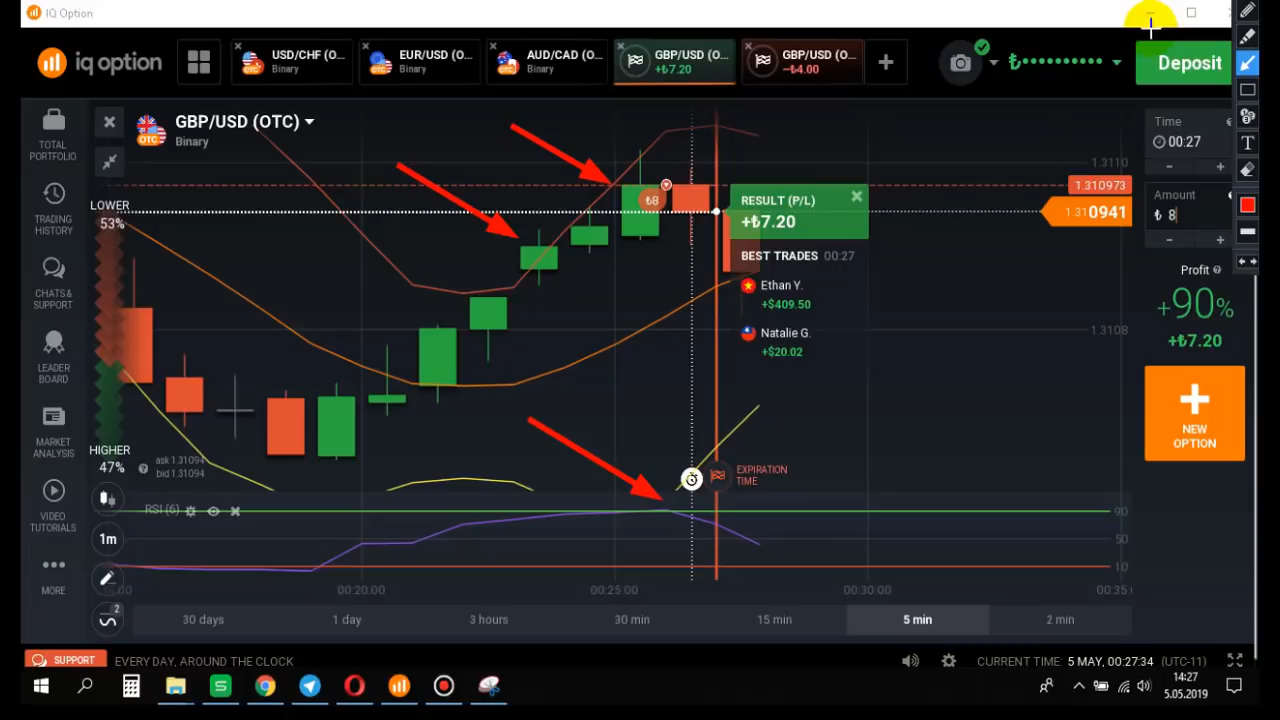 IQ Option
iq option
USD/CHF (O...
Binary
EUR/USD (O...
Binary
AUD/CAD (O...
Binary
GBP/USD (O...
+₺7.20
GBP/USD (O...
−₺4.00
₺••••••••••
Deposit
TOTAL
PORTFOLIO
TRADING
HISTORY
CHATS &
SUPPORT
LEADER
BOARD
MARKET
ANALYSIS
VIDEO
TUTORIALS
MORE
GBP/USD (OTC)
Binary
OTC
LOWER
53%
HIGHER
47%
ask 1.31094
bid 1.31094
₺8
RESULT (P/L)
+₺7.20
BEST TRADES 00:27
Ethan Y.
+$409.50
Natalie G.
+$20.02
EXPIRATION
TIME
1.3110
1.310973
1.310941
1.3108
RSI (6)
90
50
10
1m
2
00:20:00
00:25:00
00:30:00
00:35
30 days
1 day
3 hours
30 min
15 min
5 min
2 min
Time
00:27
Amount
₺ 8
Profit
+90%
+₺7.20
NEW
OPTION
T
SUPPORT
EVERY DAY, AROUND THE CLOCK
CURRENT TIME: 5 MAY, 00:27:34 (UTC-11)
14:27
5.05.2019